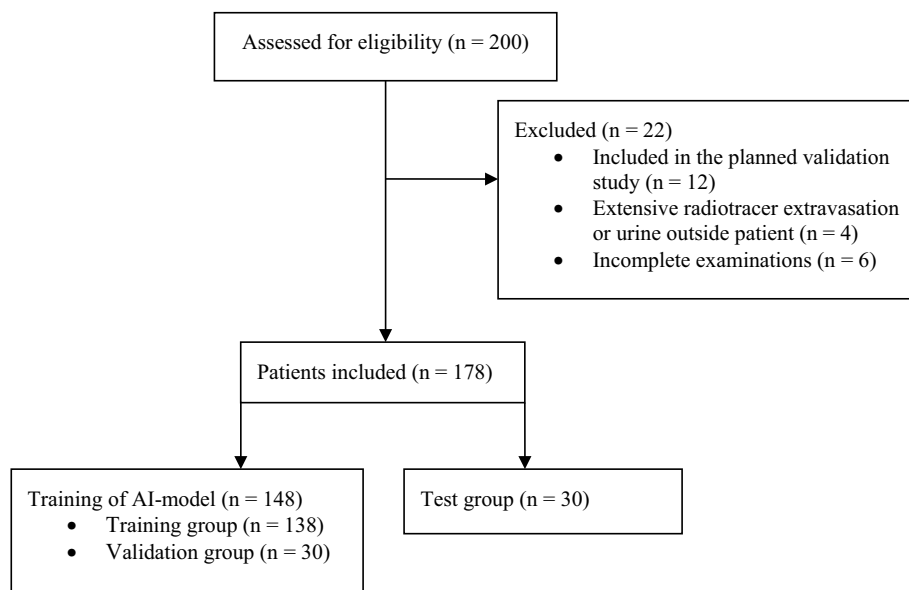 Assessed for eligibility (n = 200)
Excluded (n = 22)
• Included in the planned validation
study (n = 12)
• Extensive radiotracer extravasation
or urine outside patient (n = 4)
• Incomplete examinations (n = 6)
Patients included (n = 178)
Training of AI-model (n = 148)
• Training group (n = 138)
• Validation group (n = 30)
Test group (n = 30)